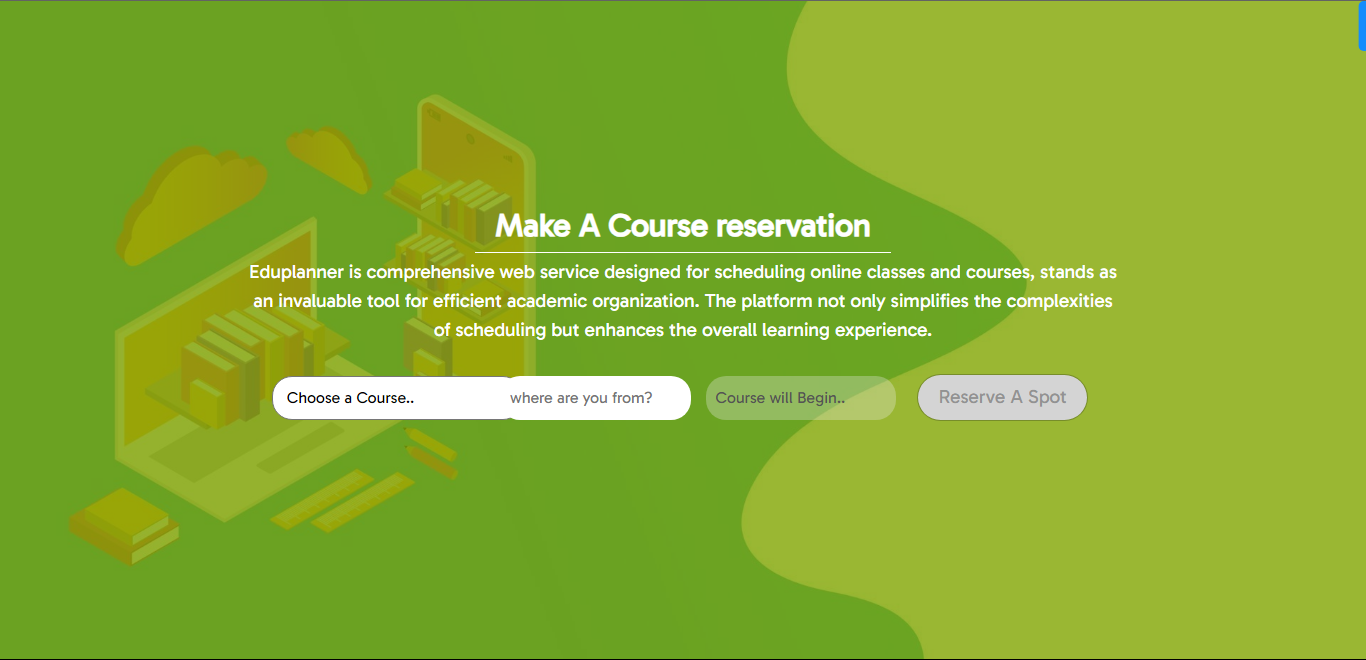 Make A Course reservation
Eduplanner is comprehensive web service designed for scheduling online classes and courses, stands as
an invaluable tool for efficient academic organization. The platform not only simplifies the complexities
of scheduling but enhances the overall learning experience.
Choose a Course.. where are you from? Course will Begin.. Reserve A Spot